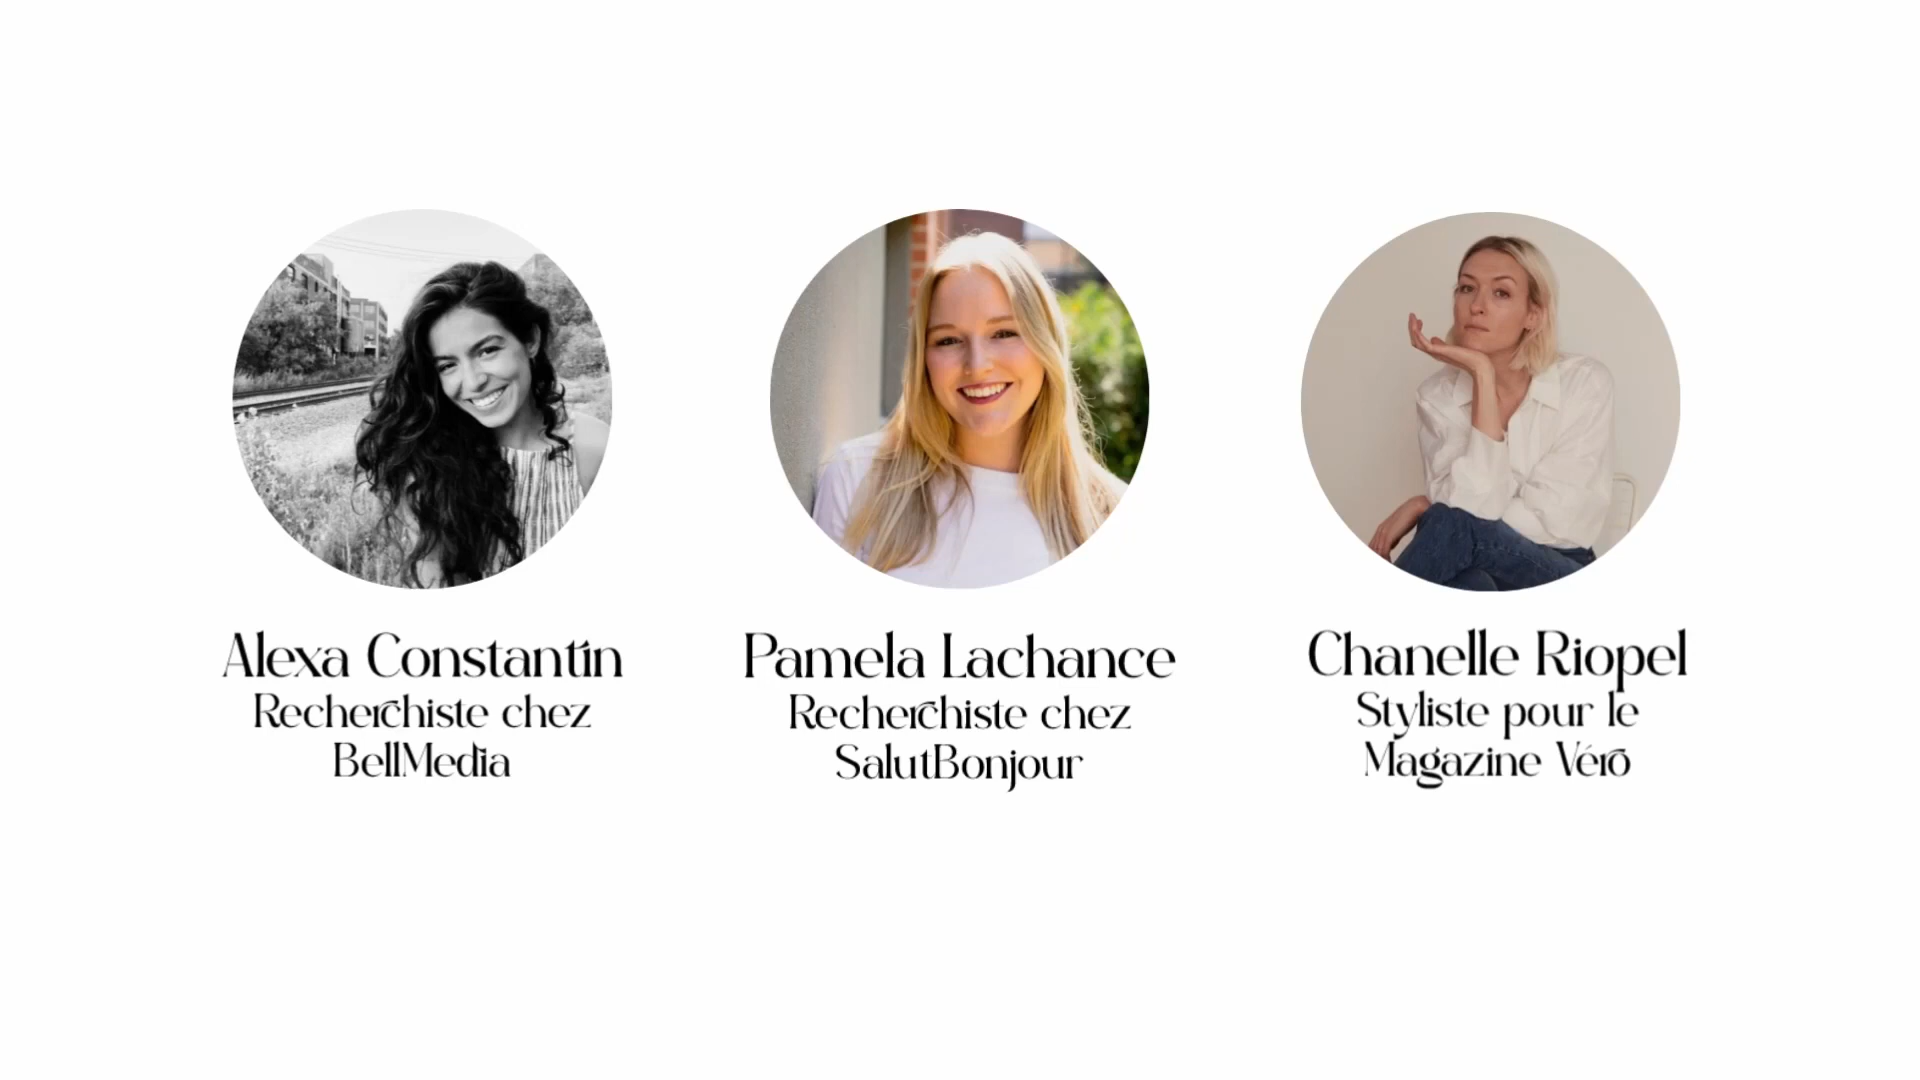 Alexa Constantin
Recherchiste chez
BellMedia
Pamela Lachance
Recherchiste chez
SalutBonjour
Chanelle Riopel
Styliste pour le
Magazine Véro